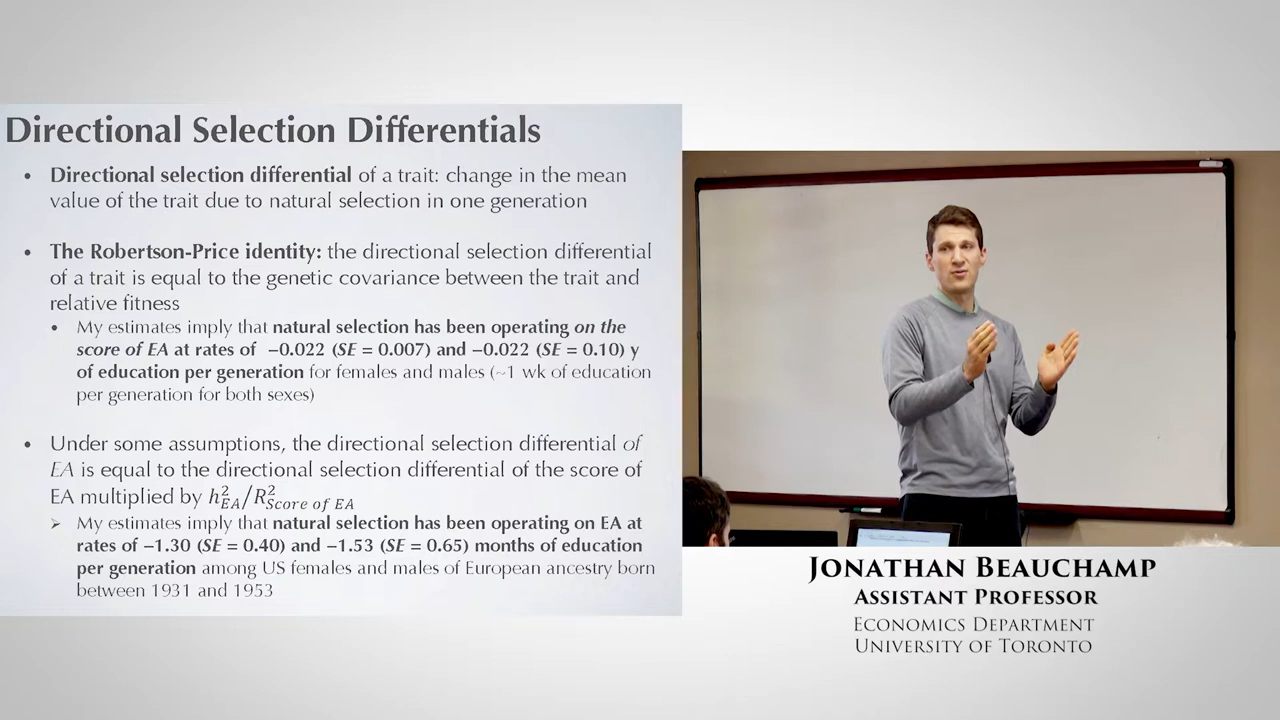 Directional Selection Differentials
• Directional selection differential of a trait: change in the mean
value of the trait due to natural selection in one generation
• The Robertson-Price identity: the directional selection differential
of a trait is equal to the genetic covariance between the trait and
relative fitness
• My estimates imply that natural selection has been operating on the
score of EA at rates of −0.022 (SE = 0.007) and −0.022 (SE = 0.10) y
of education per generation for females and males (~1 wk of education
per generation for both sexes)
• Under some assumptions, the directional selection differential of
EA is equal to the directional selection differential of the score of
EA multiplied by h²_EA/R²_Score of EA
➢ My estimates imply that natural selection has been operating on EA at
rates of −1.30 (SE = 0.40) and −1.53 (SE = 0.65) months of education
per generation among US females and males of European ancestry born
between 1931 and 1953
JONATHAN BEAUCHAMP
ASSISTANT PROFESSOR
ECONOMICS DEPARTMENT
UNIVERSITY OF TORONTO